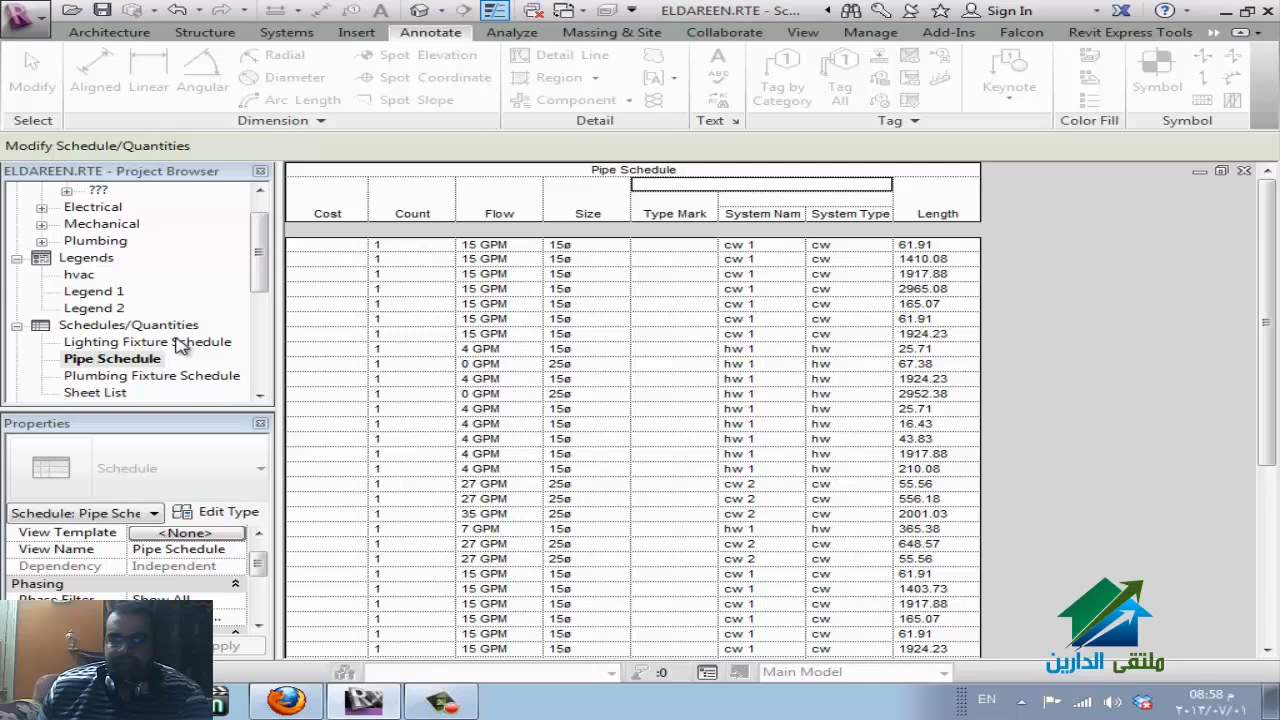 ELDAREEN.RTE - Sc...
Sign In
Architecture Structure Systems Insert Annotate Analyze Massing & Site Collaborate View Manage Add-Ins Falcon Revit Express Tools
Modify
Aligned Linear Angular
Radial
Diameter
Arc Length
Spot Elevation
Spot Coordinate
Spot Slope
Detail Line
Region
Component
A
ABC
Tag by Category
Tag All
Keynote
Symbol
Select Dimension Detail Text Tag Color Fill Symbol
Modify Schedule/Quantities
ELDAREEN.RTE - Project Browser
???
Electrical
Mechanical
Plumbing
Legends
hvac
Legend 1
Legend 2
Schedules/Quantities
Lighting Fixture Schedule
Pipe Schedule
Plumbing Fixture Schedule
Sheet List
Properties
Schedule
Schedule: Pipe Sche
Edit Type
View Template <None>
View Name Pipe Schedule
Dependency Independent
Phasing
Phase Filter Show All
Pipe Schedule
Cost Count Flow Size Type Mark System Nam System Type Length
1 15 GPM 15ø cw 1 cw 61.91
1 15 GPM 15ø cw 1 cw 1410.08
1 15 GPM 15ø cw 1 cw 1917.88
1 15 GPM 15ø cw 1 cw 2965.08
1 15 GPM 15ø cw 1 cw 165.07
1 15 GPM 15ø cw 1 cw 61.91
1 15 GPM 15ø cw 1 cw 1924.23
1 4 GPM 15ø hw 1 hw 25.71
1 0 GPM 25ø hw 1 hw 67.38
1 4 GPM 15ø hw 1 hw 1924.23
1 0 GPM 25ø hw 1 hw 2952.38
1 4 GPM 15ø hw 1 hw 25.71
1 4 GPM 15ø hw 1 hw 16.43
1 4 GPM 15ø hw 1 hw 43.83
1 4 GPM 15ø hw 1 hw 1917.88
1 4 GPM 15ø hw 1 hw 210.08
1 27 GPM 25ø cw 2 cw 55.56
1 27 GPM 25ø cw 2 cw 556.18
1 35 GPM 25ø cw 2 cw 2001.03
1 7 GPM 15ø hw 1 hw 365.38
1 27 GPM 25ø cw 2 cw 648.57
1 27 GPM 25ø cw 2 cw 55.56
1 15 GPM 15ø cw 1 cw 61.91
1 15 GPM 15ø cw 1 cw 1403.73
1 15 GPM 15ø cw 1 cw 1917.88
1 15 GPM 15ø cw 1 cw 165.07
1 15 GPM 15ø cw 1 cw 61.91
1 15 GPM 15ø cw 1 cw 1924.23
ملتقى الدارين
:0
Main Model
EN
08:58 م
٢٠١٣/٠٧/٠١